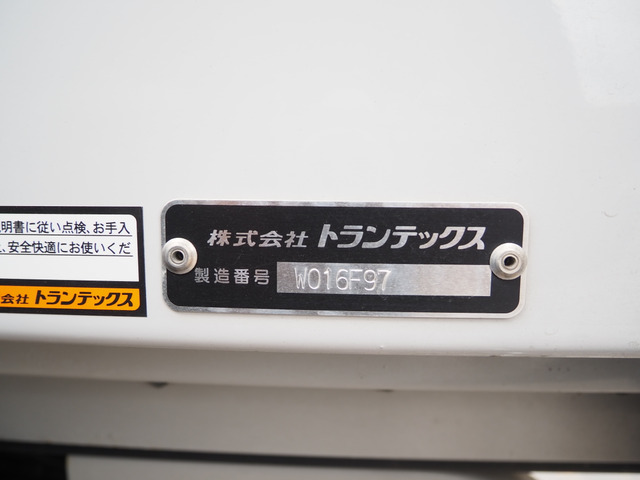 明書に従い点検、お手入
、安全快適にお使いくだ
会社 トランテックス
株式会社 トランテックス
製造番号 W016F97